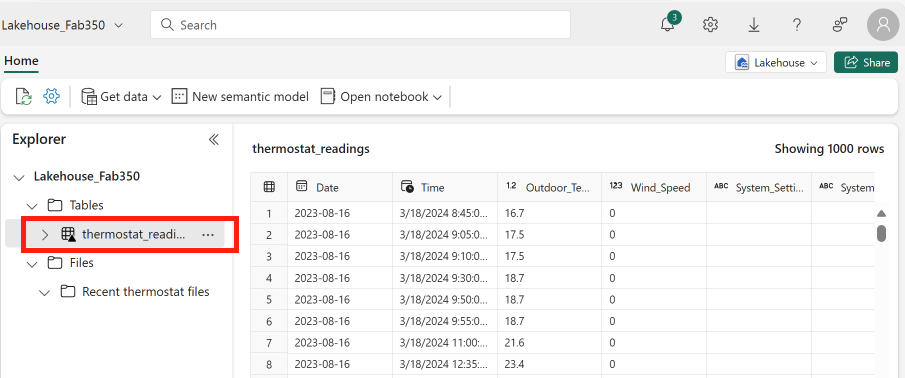 Lakehouse_Fab350
Search
3
?
Home
Lakehouse
Share
Get data
New semantic model
Open notebook
Explorer
Lakehouse_Fab350
Tables
thermostat_readi...
Files
Recent thermostat files
thermostat_readings
Showing 1000 rows
Date Time 1.2 Outdoor_Te... 123 Wind_Speed ABC System_Setti... ABC System
1 2023-08-16 3/18/2024 8:45:0... 16.7 0
2 2023-08-16 3/18/2024 9:05:0... 17.5 0
3 2023-08-16 3/18/2024 9:10:0... 17.5 0
4 2023-08-16 3/18/2024 9:30:0... 18.7 0
5 2023-08-16 3/18/2024 9:50:0... 18.7 0
6 2023-08-16 3/18/2024 9:55:0... 18.7 0
7 2023-08-16 3/18/2024 11:00:... 21.6 0
8 2023-08-16 3/18/2024 12:35:... 23.4 0